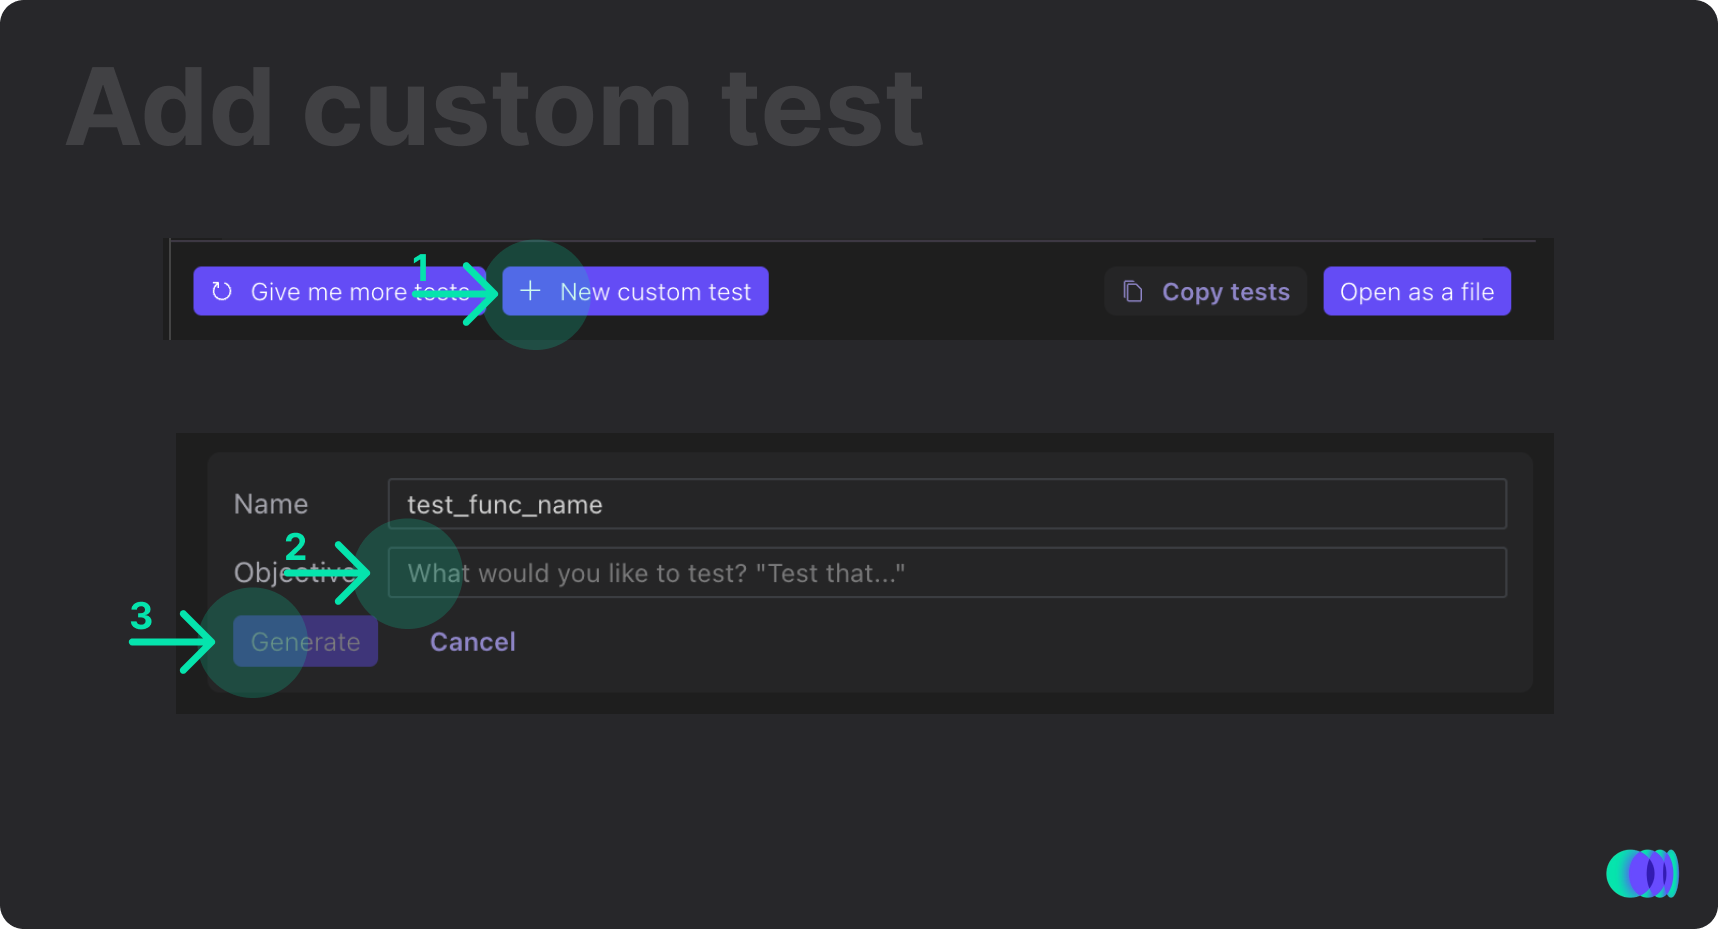 Add custom test
1
Give me more tests
New custom test
Copy tests
Open as a file
Name
test_func_name
2
Objective
What would you like to test? "Test that..."
3
Generate
Cancel